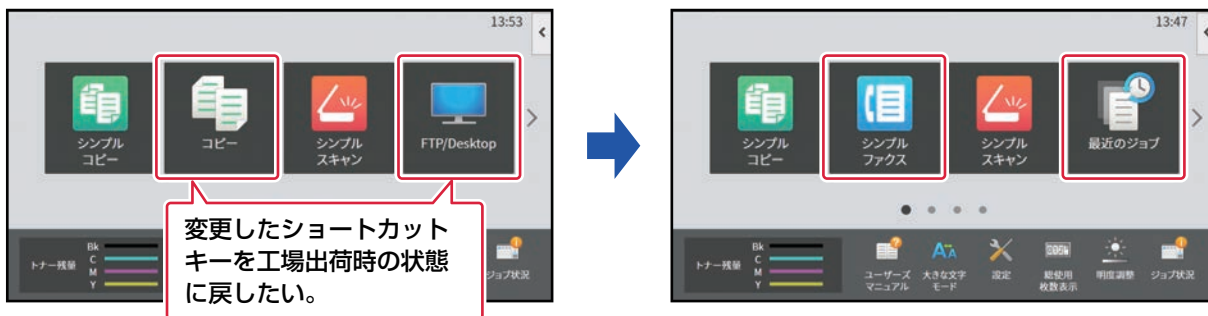 13:53
シンプル
コピー
コピー
シンプル
スキャン
FTP/Desktop
変更したショートカット
キーを工場出荷時の状態
に戻したい。
トナー残量
Bk
C
M
Y
ジョブ状況
13:47
シンプル
コピー
シンプル
ファクス
シンプル
スキャン
最近のジョブ
トナー残量
Bk
C
M
Y
ユーザーズ
マニュアル
大きな文字
モード
設定
総使用
枚数表示
明度調整
ジョブ状況